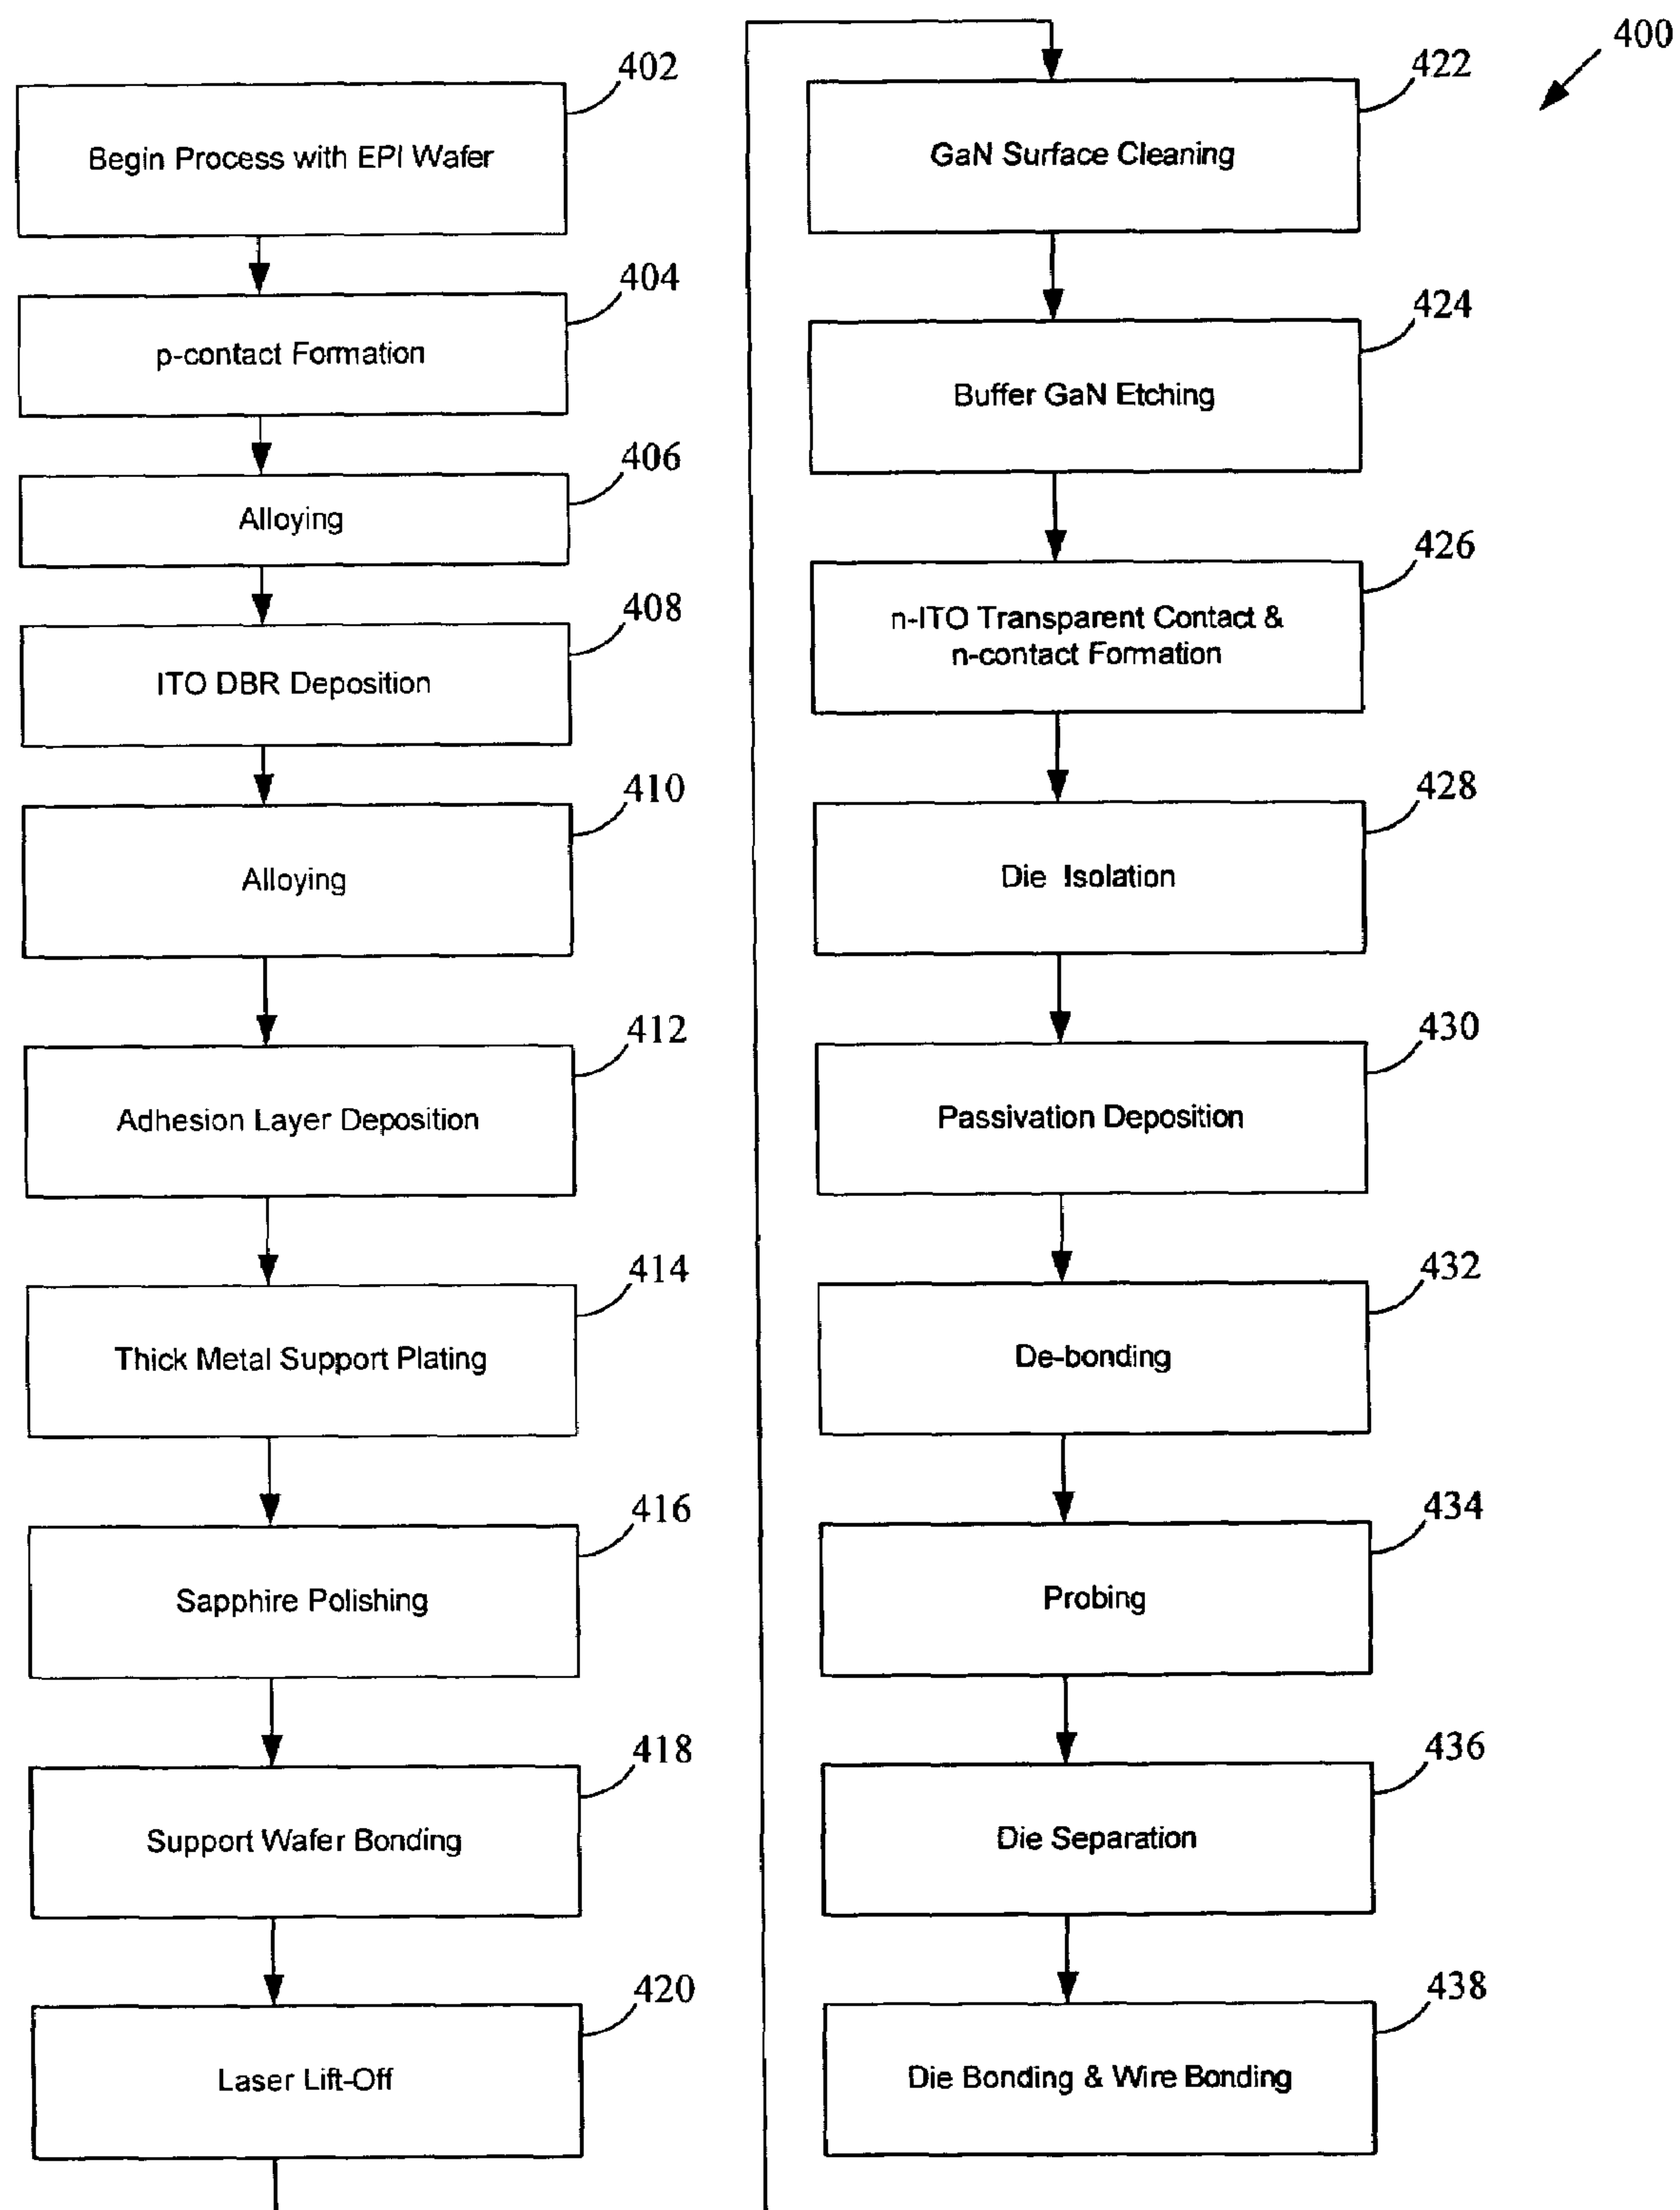 400
402
Begin Process with EPI Wafer
404
p-contact Formation
406
Alloying
408
ITO DBR Deposition
410
Alloying
412
Adhesion Layer Deposition
414
Thick Metal Support Plating
416
Sapphire Polishing
418
Support Wafer Bonding
420
Laser Lift-Off
422
GaN Surface Cleaning
424
Buffer GaN Etching
426
n-ITO Transparent Contact &
n-contact Formation
428
Die Isolation
430
Passivation Deposition
432
De-bonding
434
Probing
436
Die Separation
438
Die Bonding & Wire Bonding